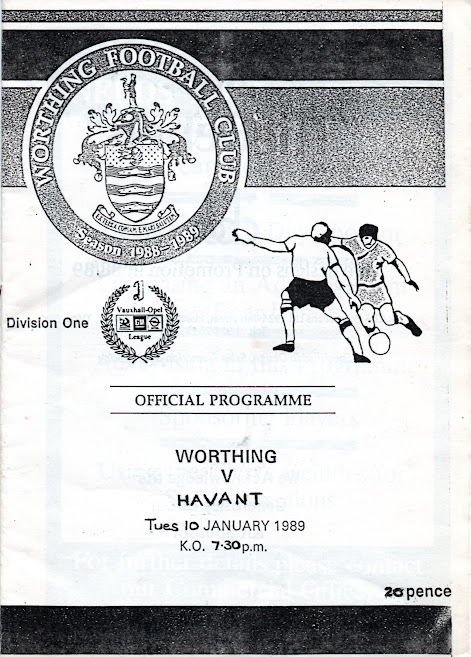 WORTHING FOOTBALL CLUB
Season 1988-1989
Division One
Vauxhall-Opel
League
OFFICIAL PROGRAMME
WORTHING
V
HAVANT
Tues 10 JANUARY 1989
K.O. 7.30 p.m.
20 pence